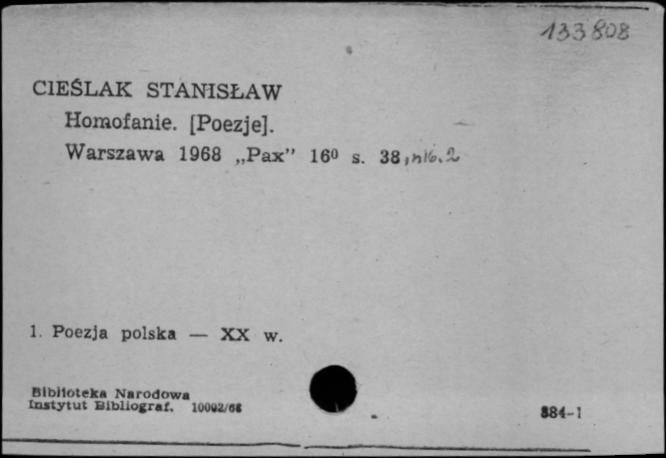 133808
CIEŚLAK STANISŁAW
Homofanie. [Poezje].
Warszawa 1968 „Pax” 16⁰ s. 38, nlb. 2
1. Poezja polska — XX w.
Biblioteka Narodowa
Instytut Bibliograf. 10092/68
884-1